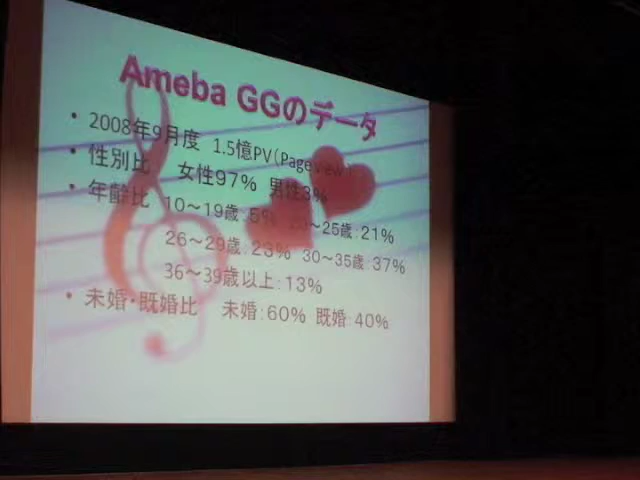 Ameba GGのデータ
• 2008年9月度 1.5憶PV(Pageview)
• 性別比 女性97% 男性3%
• 年齢比 10～19歳:5% 20～25歳:21%
26～29歳:23% 30～35歳:37%
36～39歳以上:13%
• 未婚・既婚比 未婚:60% 既婚:40%